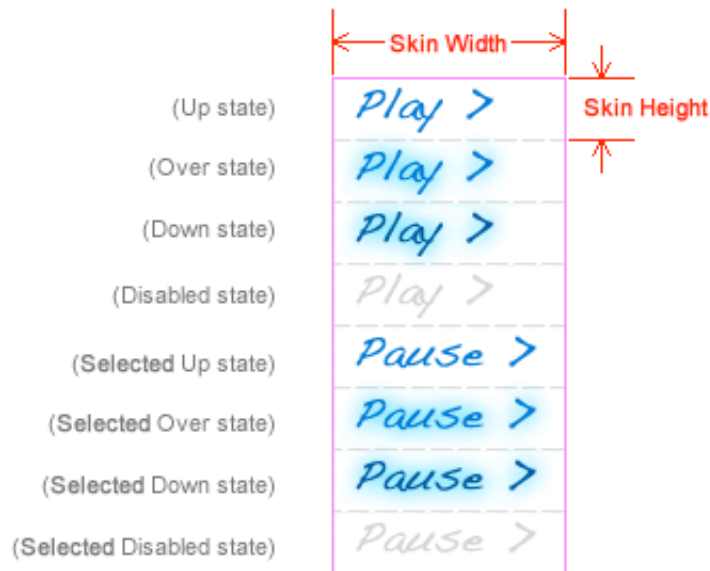 Skin Width
(Up state) Play > Skin Height
(Over state) Play >
(Down state) Play >
(Disabled state) Play >
(Selected Up state) Pause >
(Selected Over state) Pause >
(Selected Down state) Pause >
(Selected Disabled state) Pause >